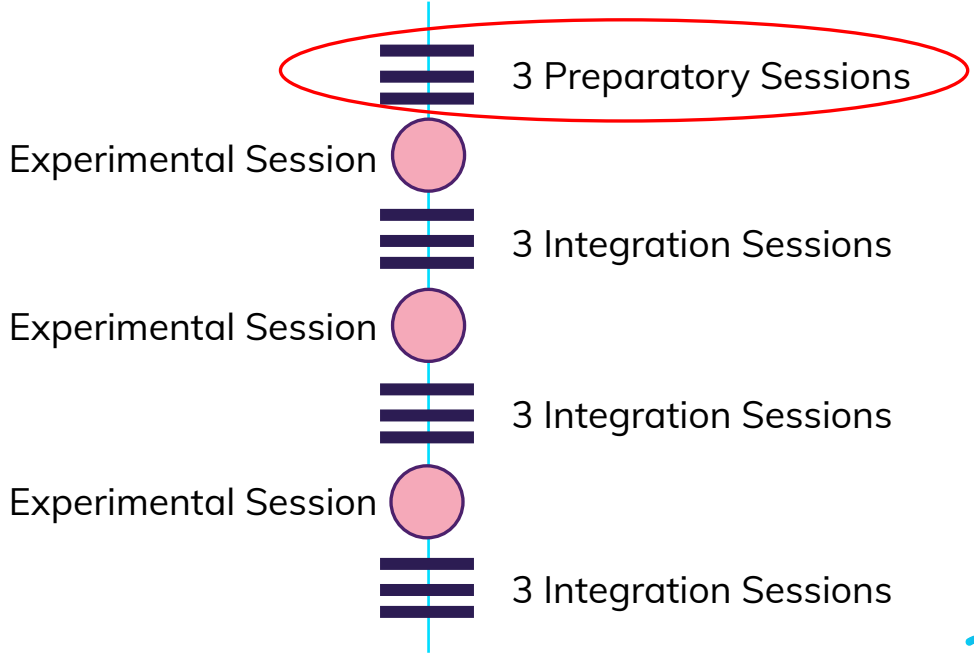 3 Preparatory Sessions
Experimental Session
3 Integration Sessions
Experimental Session
3 Integration Sessions
Experimental Session
3 Integration Sessions